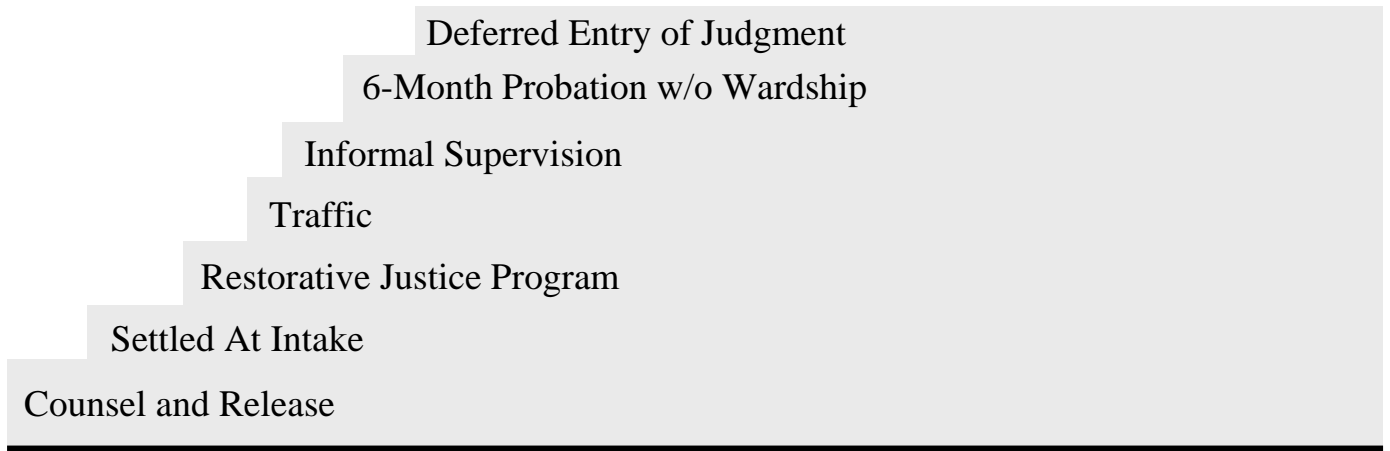 Deferred Entry of Judgment
6-Month Probation w/o Wardship
Informal Supervision
Traffic
Restorative Justice Program
Settled At Intake
Counsel and Release